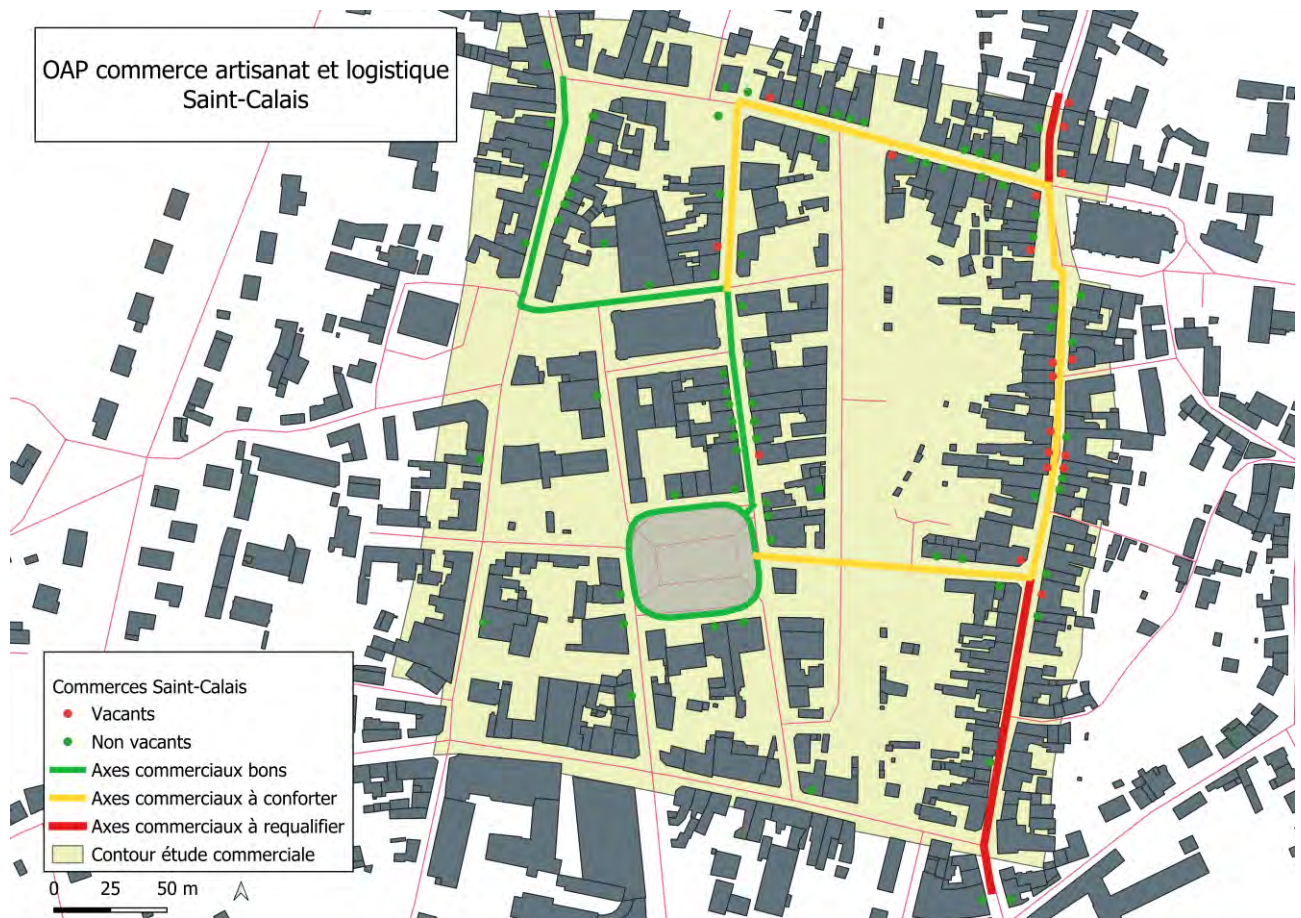 OAP commerce artisanat et logistique
Saint-Calais
Commerces Saint-Calais
Vacants
Non vacants
Axes commerciaux bons
Axes commerciaux à conforter
Axes commerciaux à requalifier
Contour étude commerciale
0 25 50 m